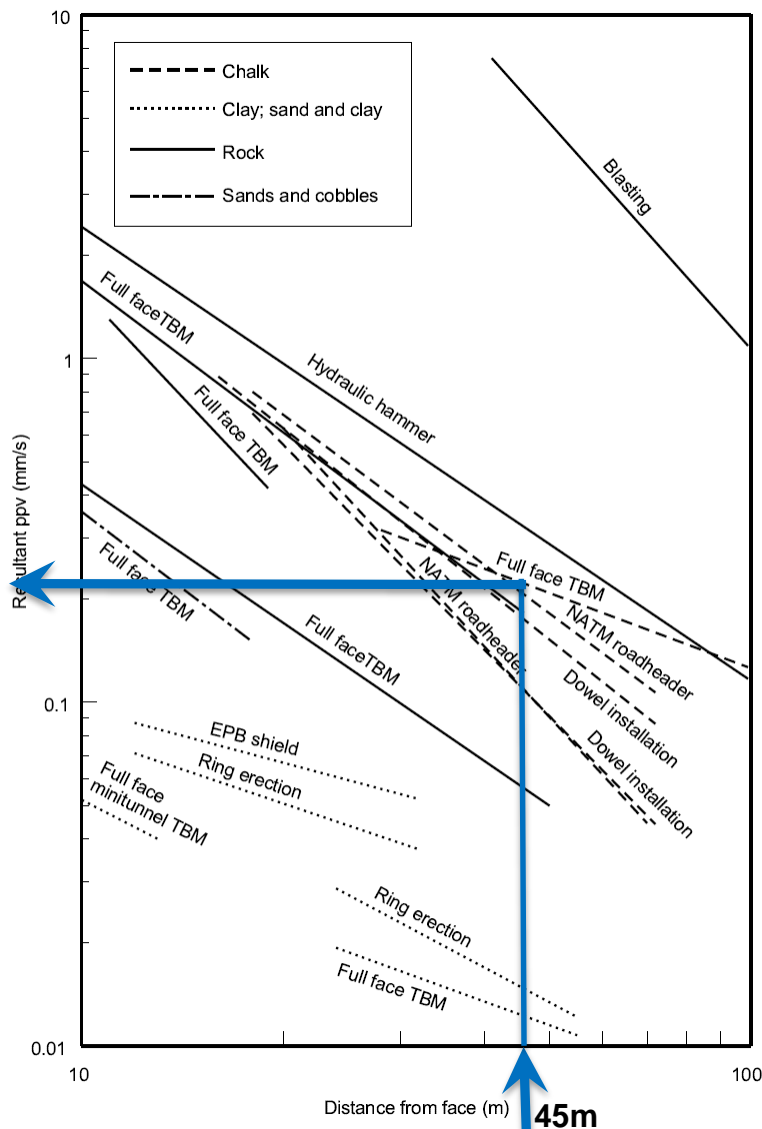 10
Chalk
Clay; sand and clay
Rock
Sands and cobbles
Blasting
Full faceTBM
Hydraulic hammer
1
Full face TBM
Resultant ppv (mm/s)
Full face TBM
Full face TBM
NATM roadheader
NATM roadheader
Full faceTBM
Dowel installation
0.1
EPB shield
Dowel installation
Ring erection
Full face
minitunnel TBM
Ring erection
Full face TBM
0.01
10
100
Distance from face (m)
45m